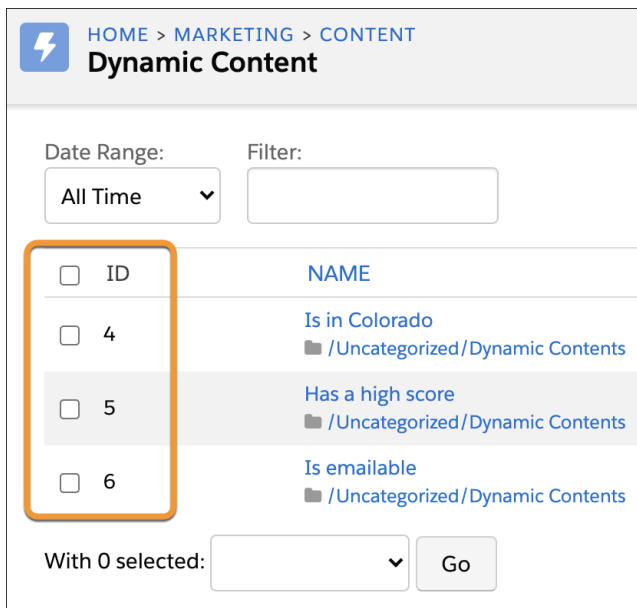 HOME > MARKETING > CONTENT
Dynamic Content
Date Range: Filter:
All Time
ID NAME
4 Is in Colorado
/Uncategorized/Dynamic Contents
5 Has a high score
/Uncategorized/Dynamic Contents
6 Is emailable
/Uncategorized/Dynamic Contents
With 0 selected: Go